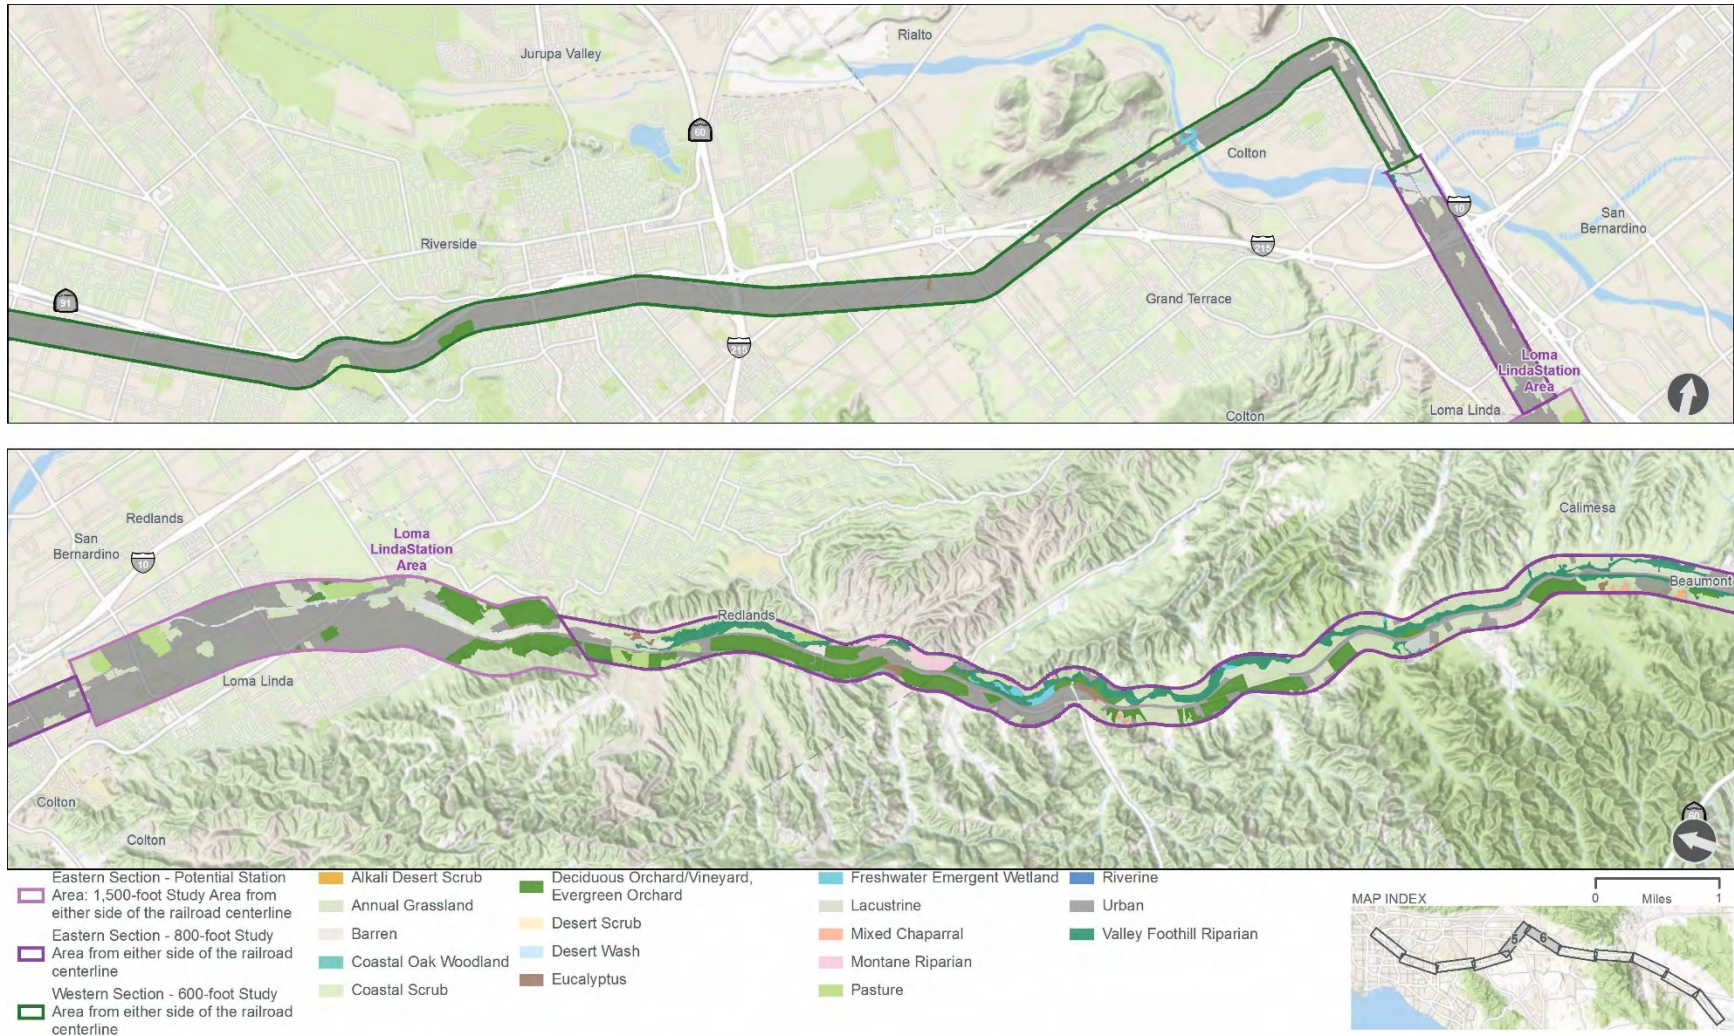 Rialto
Jurupa Valley
60
Colton
Riverside
10
San
Bernardino
215
91
Grand Terrace
215
Loma
LindaStation
Area
Colton
Loma Linda
Calimesa
Redlands
San
Bernardino
10
Loma
LindaStation
Area
Beaumont
Redlands
Loma Linda
Colton
Colton
60
Eastern Section - Potential Station
Area: 1,500-foot Study Area from
either side of the railroad centerline
Eastern Section - 800-foot Study
Area from either side of the railroad
centerline
Western Section - 600-foot Study
Area from either side of the railroad
centerline
Alkali Desert Scrub
Annual Grassland
Barren
Coastal Oak Woodland
Coastal Scrub
Deciduous Orchard/Vineyard,
Evergreen Orchard
Desert Scrub
Desert Wash
Eucalyptus
Freshwater Emergent Wetland
Lacustrine
Mixed Chaparral
Montane Riparian
Pasture
Riverine
Urban
Valley Foothill Riparian
MAP INDEX
0 Miles 1
5
6